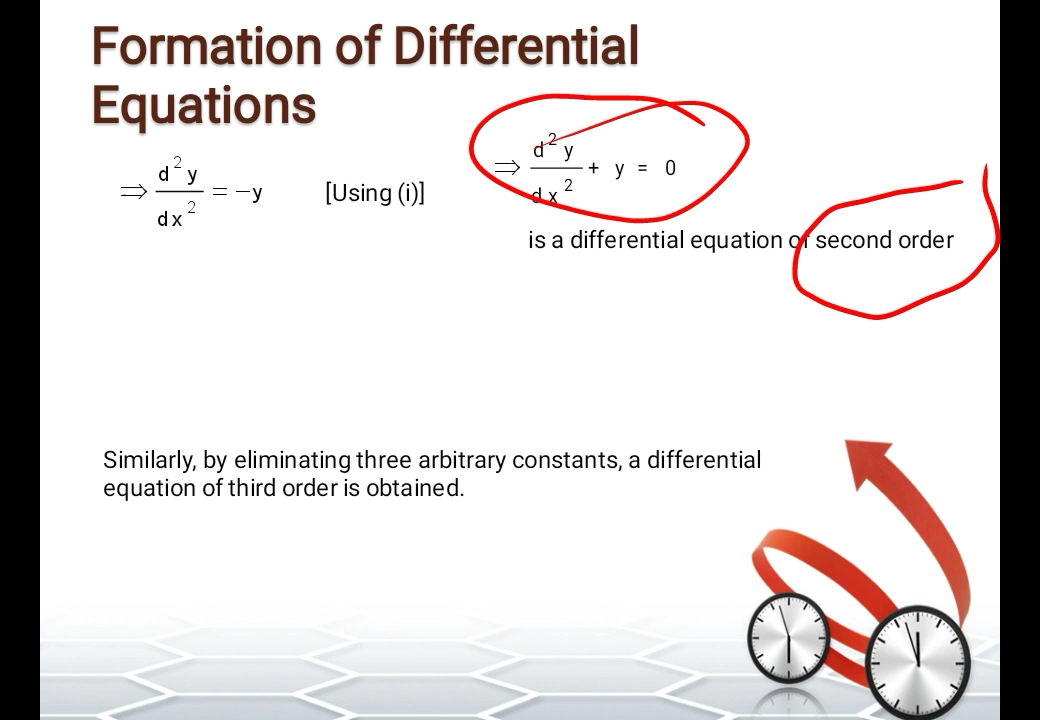 Formation of Differential
Equations
⇒ d²y/dx² = −y [Using (i)]
⇒ d²y/dx² + y = 0
is a differential equation of second order
Similarly, by eliminating three arbitrary constants, a differential
equation of third order is obtained.